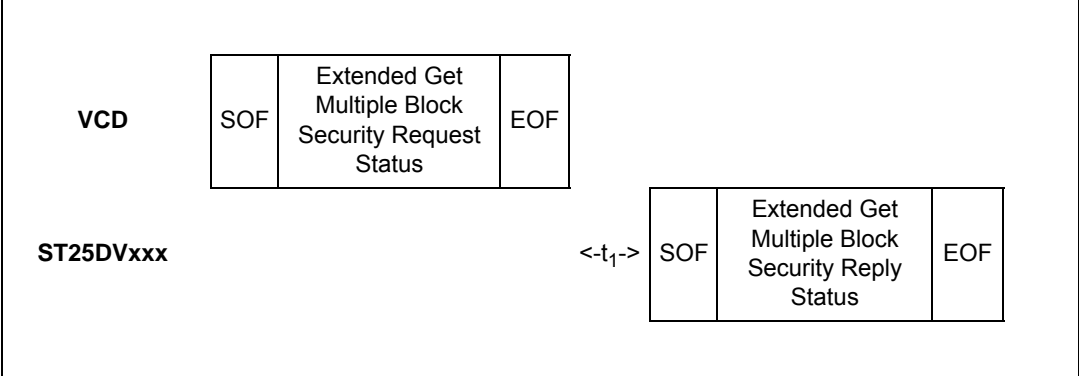 VCD
SOF
Extended Get
Multiple Block
Security Request
Status
EOF
ST25DVxxx
<-t1->
SOF
Extended Get
Multiple Block
Security Reply
Status
EOF